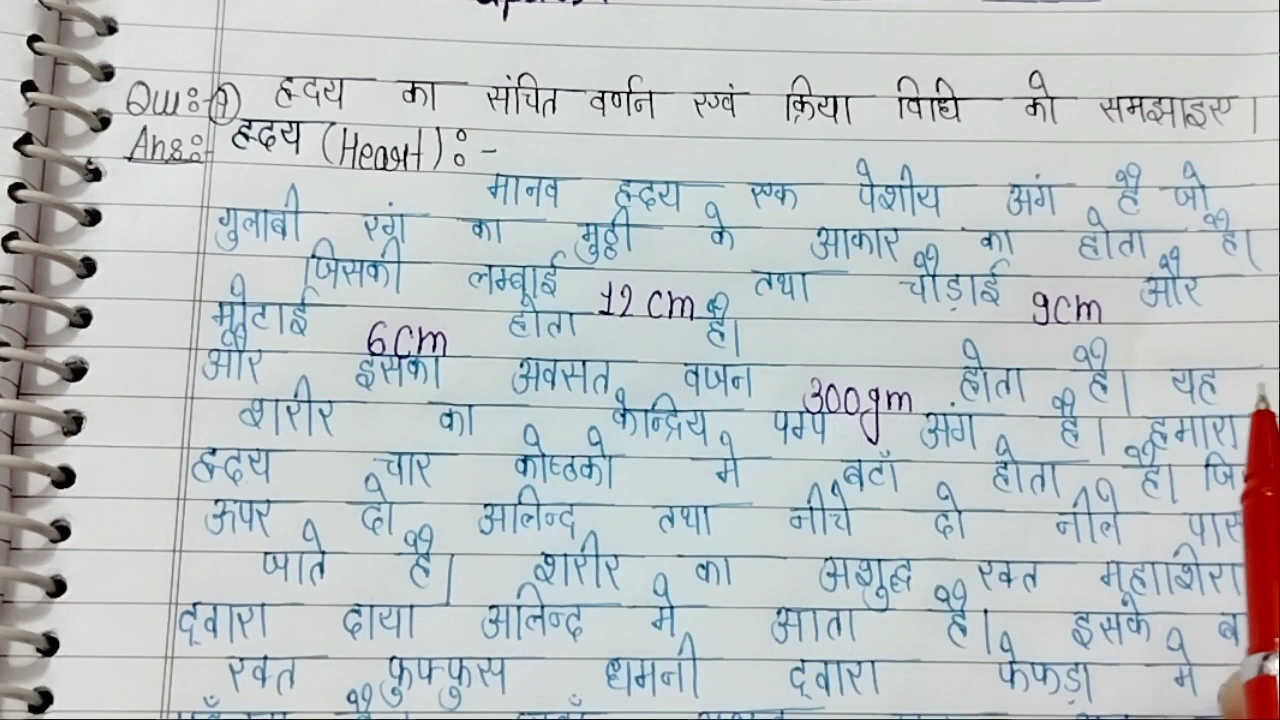 Qu:-(A) हृदय का संचित वर्णन एवं क्रिया विधि को समझाइए।
Ans:- हृदय (Heart) :-
मानव हृदय एक पेशीय अंग है जो
गुलाबी रंग का मुठ्ठी के आकार का होता है।
जिसकी लम्बाई 12 cm तथा चौड़ाई 9cm और
मोटाई 6cm होता है।
और इसका अवसत वजन 300gm होता है। यह
शरीर का केन्द्रिय पम्प अंग है। हमारा
हृदय चार कोष्ठको मे बटाँ होता है। जि
ऊपर दो अलिन्द तथा नीचे दो नीले पाए
जाते है। शरीर का अशुद्ध रक्त महाशिरा
द्वारा दाया अलिन्द मे आता है। इसके ब
रक्त फुफ्फुस धमनी द्वारा फेफड़ा मे